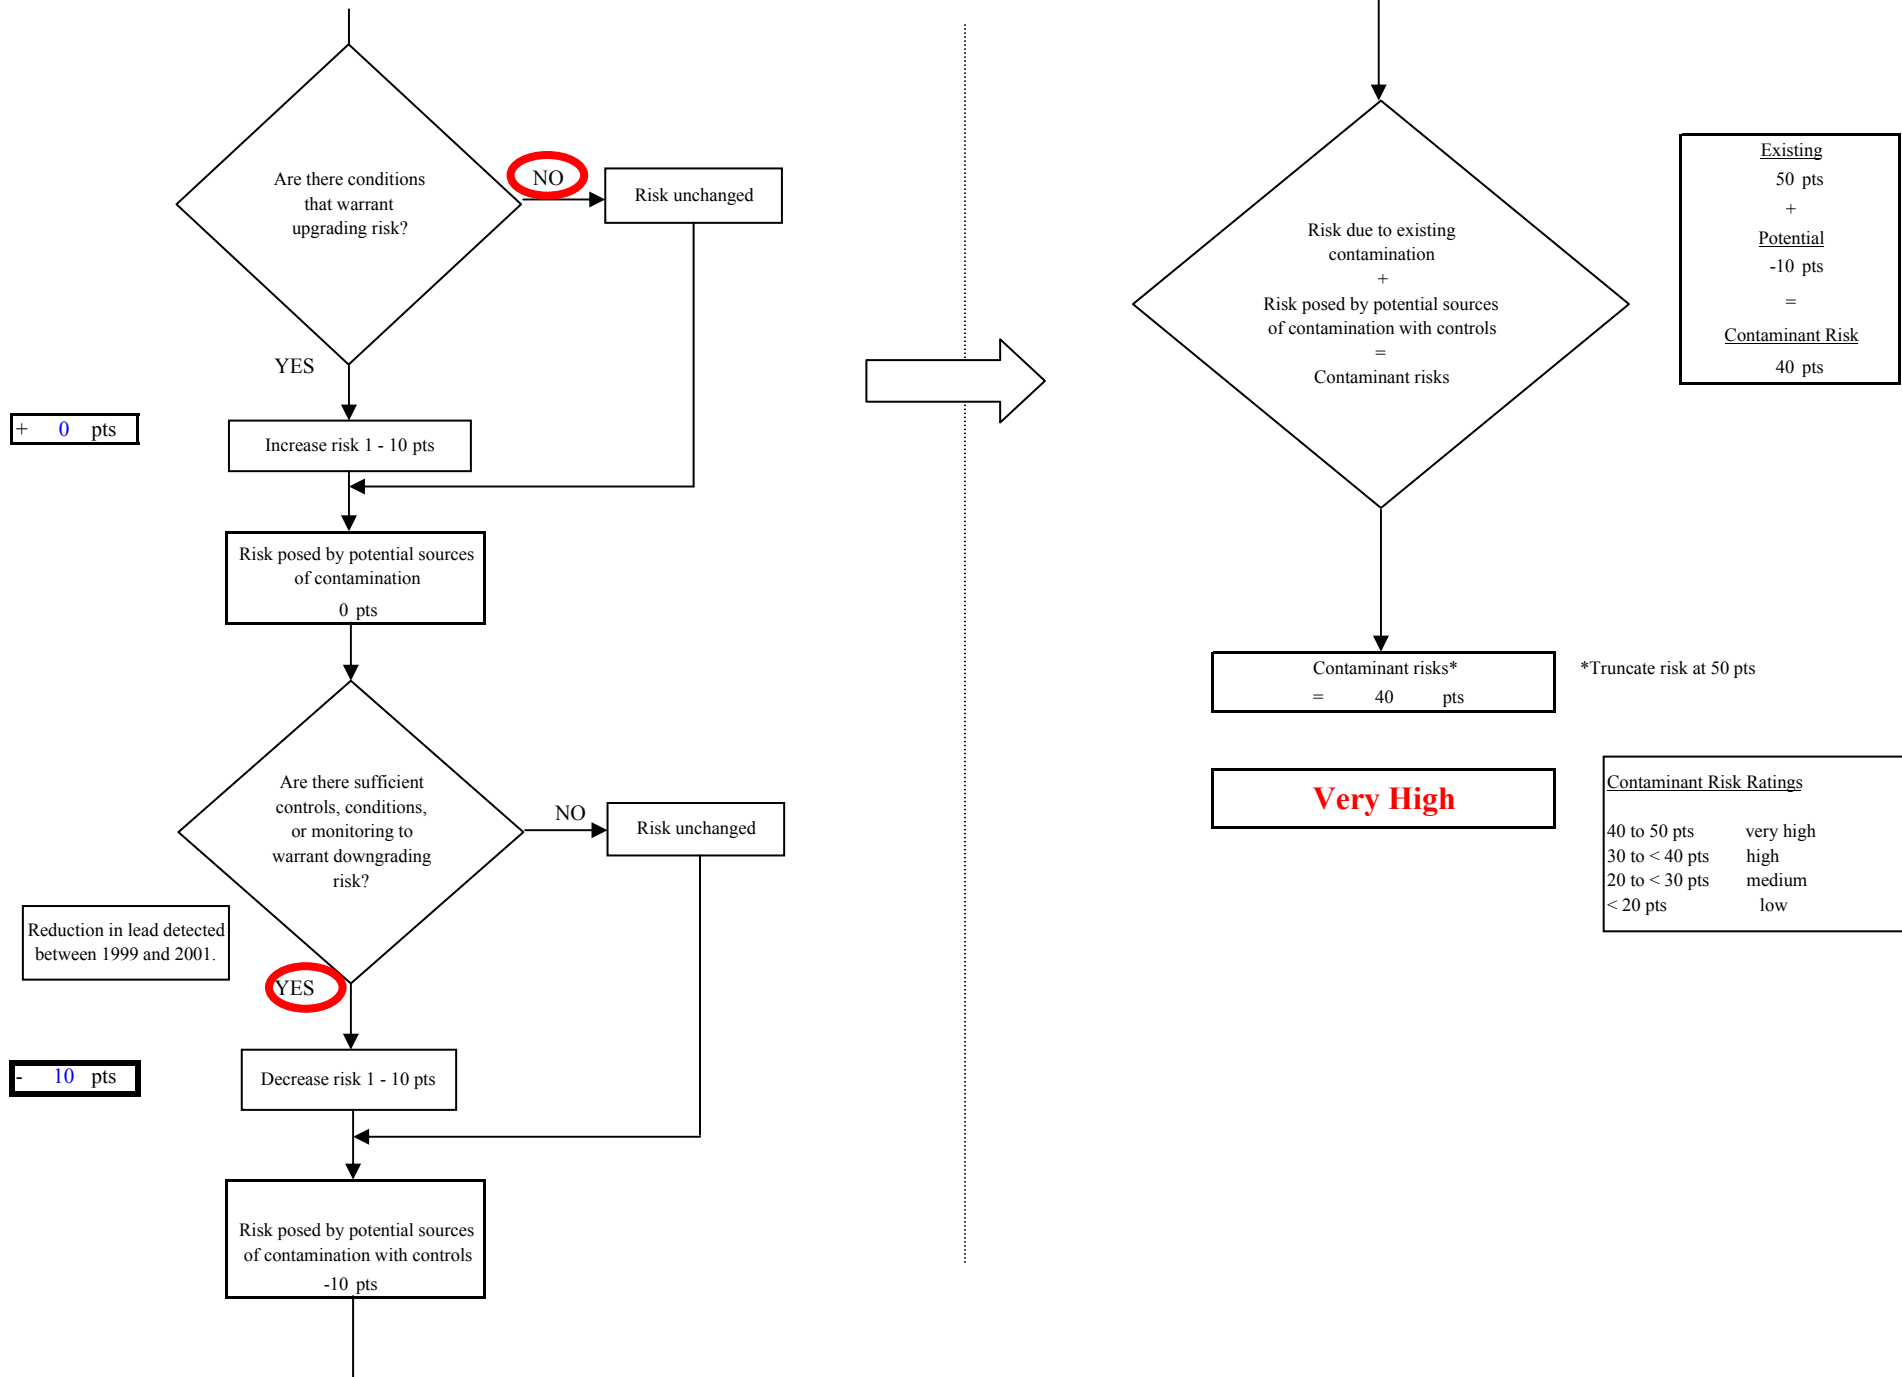 Are there conditions
that warrant
upgrading risk?
NO
Risk unchanged
YES
+ 0 pts
Increase risk 1 - 10 pts
Risk posed by potential sources
of contamination
0 pts
Are there sufficient
controls, conditions,
or monitoring to
warrant downgrading
risk?
NO
Risk unchanged
Reduction in lead detected
between 1999 and 2001.
YES
- 10 pts
Decrease risk 1 - 10 pts
Risk posed by potential sources
of contamination with controls
-10 pts
Risk due to existing
contamination
+
Risk posed by potential sources
of contamination with controls
=
Contaminant risks
Existing
50 pts
+
Potential
-10 pts
=
Contaminant Risk
40 pts
Contaminant risks*
= 40 pts
*Truncate risk at 50 pts
Very High
Contaminant Risk Ratings
40 to 50 pts very high
30 to < 40 pts high
20 to < 30 pts medium
< 20 pts low